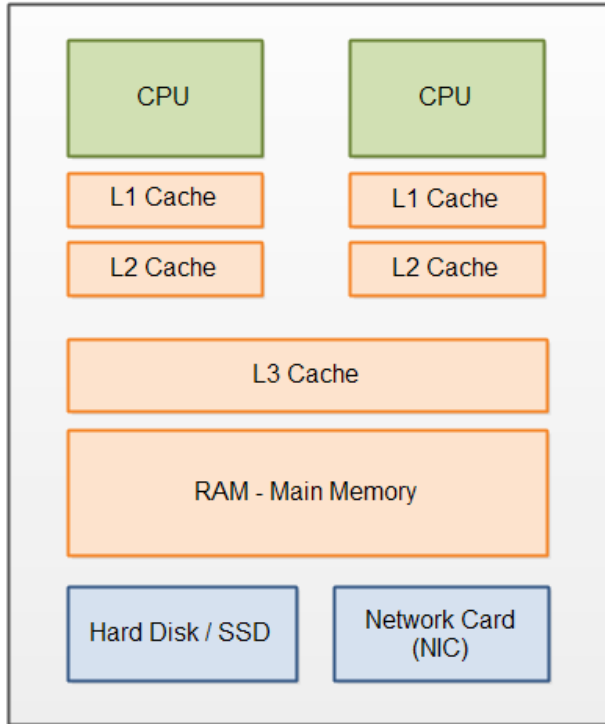 CPU
CPU
L1 Cache
L1 Cache
L2 Cache
L2 Cache
L3 Cache
RAM - Main Memory
Hard Disk / SSD
Network Card
(NIC)